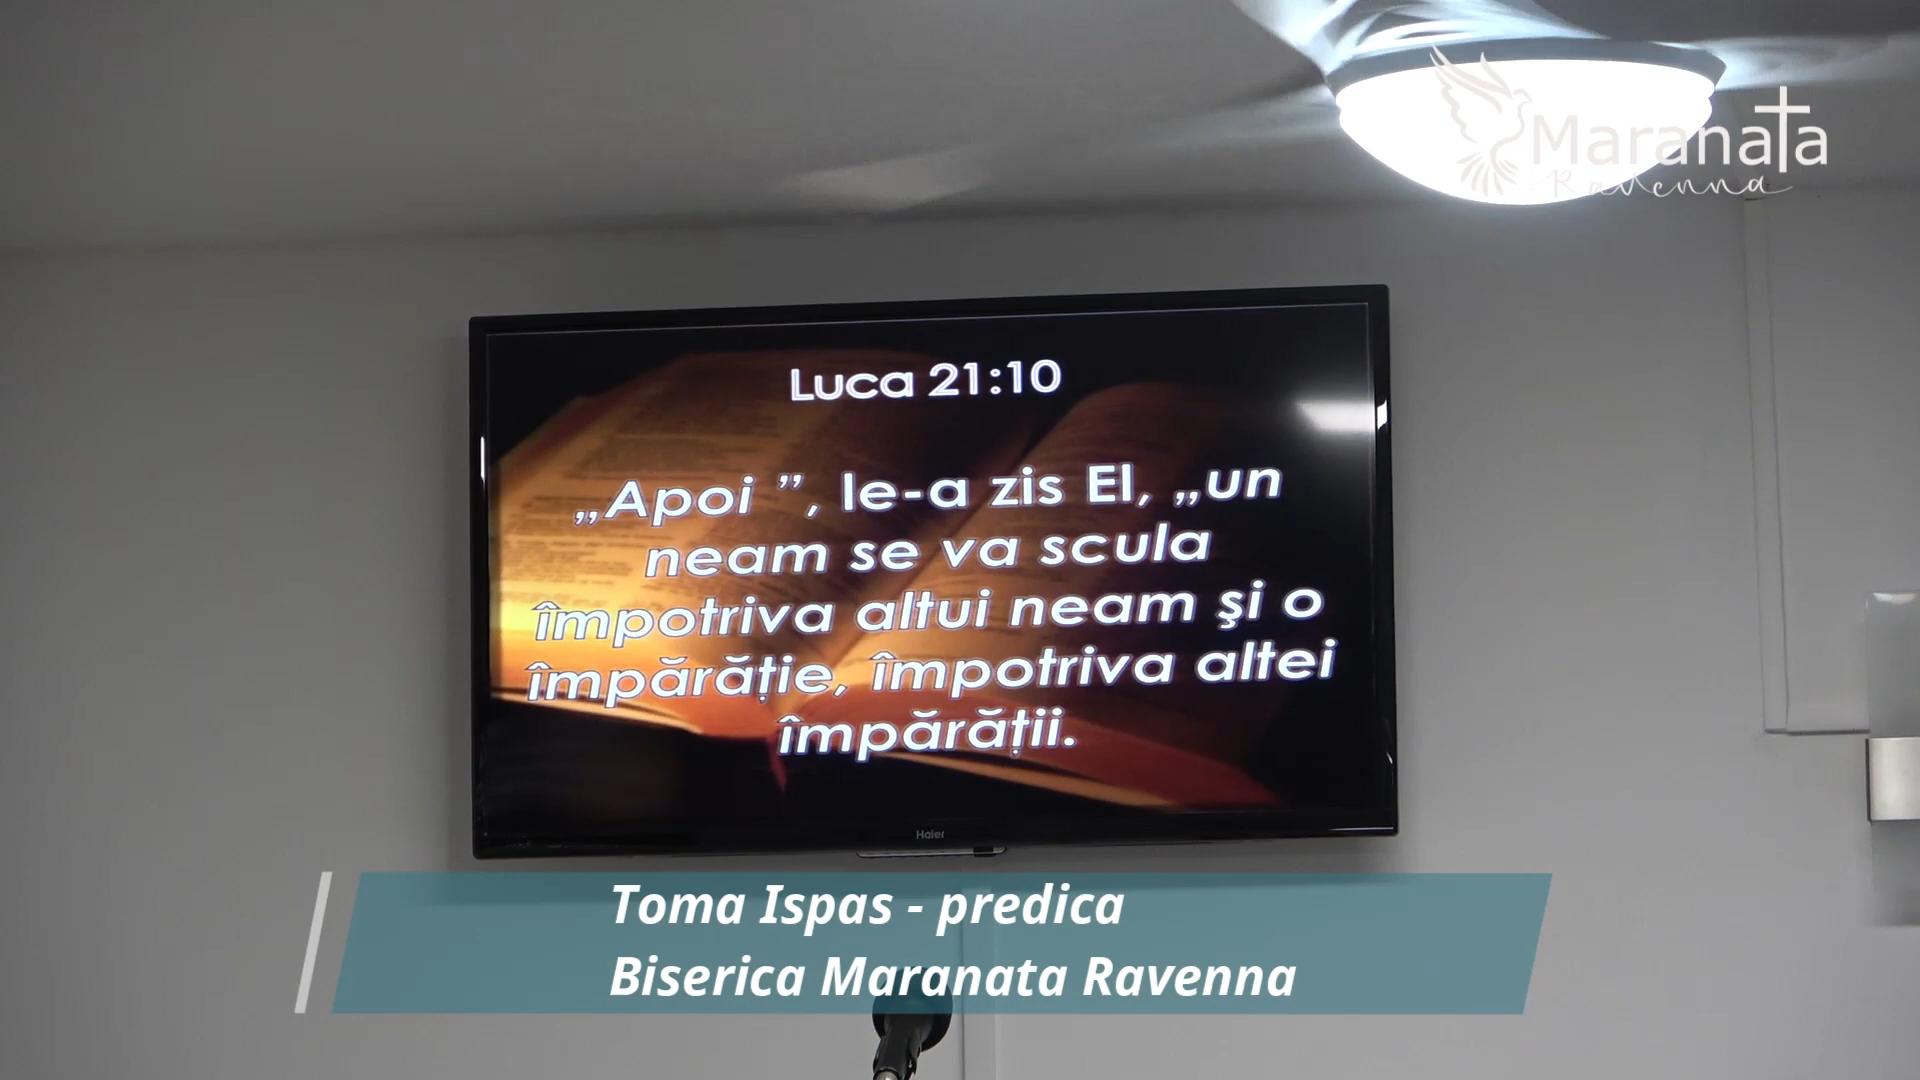 Maranata
Ravenna
Luca 21:10
„Apoi ”, le-a zis El, „un
neam se va scula
împotriva altui neam şi o
împărăție, împotriva altei
împărății.
Haier
Toma Ispas - predica
Biserica Maranata Ravenna